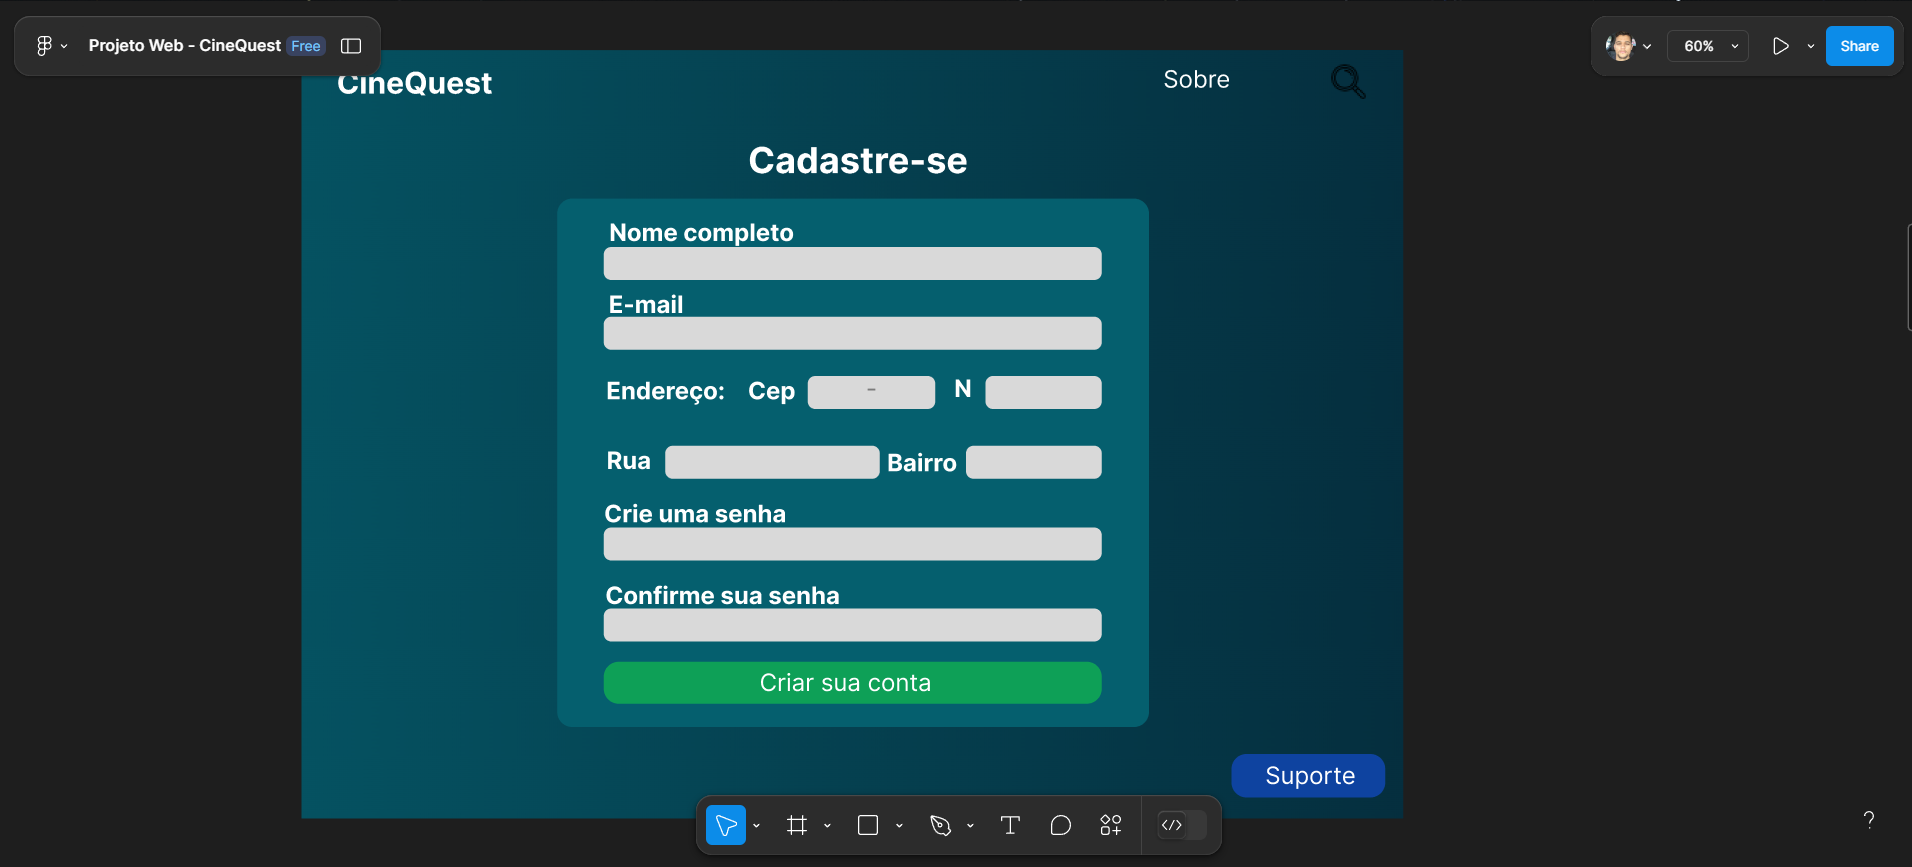 Projeto Web - CineQuest Free
60%
Share
CineQuest
Sobre
Cadastre-se
Nome completo
E-mail
Endereço: Cep - N
Rua Bairro
Crie uma senha
Confirme sua senha
Criar sua conta
Suporte
?